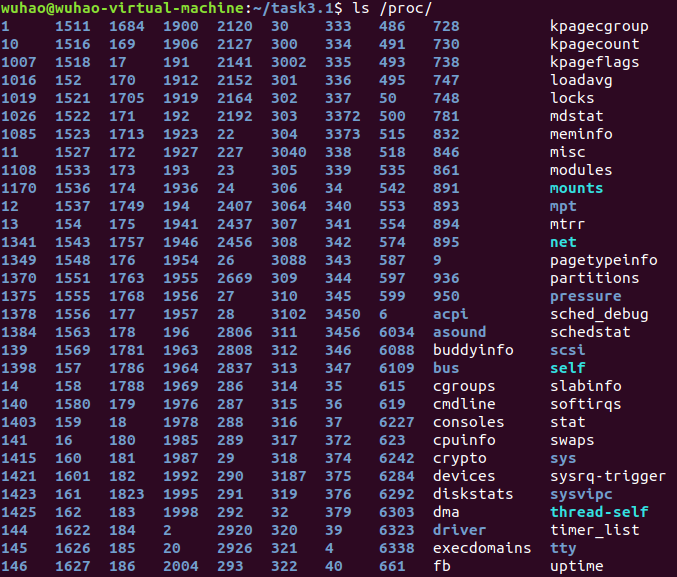 wuhao@wuhao-virtual-machine:~/task3.1$ ls /proc/
1 1511 1684 1900 2120 30 333 486 728 kpagecgroup
10 1516 169 1906 2127 300 334 491 730 kpagecount
1007 1518 17 191 2141 3002 335 493 738 kpageflags
1016 152 170 1912 2152 301 336 495 747 loadavg
1019 1521 1705 1919 2164 302 337 50 748 locks
1026 1522 171 192 2192 303 3372 500 781 mdstat
1085 1523 1713 1923 22 304 3373 515 832 meminfo
11 1527 172 1927 227 3040 338 518 846 misc
1108 1533 173 193 23 305 339 535 861 modules
1170 1536 174 1936 24 306 34 542 891 mounts
12 1537 1749 194 2407 3064 340 553 893 mpt
13 154 175 1941 2437 307 341 554 894 mtrr
1341 1543 1757 1946 2456 308 342 574 895 net
1349 1548 176 1954 26 3088 343 587 9 pagetypeinfo
1370 1551 1763 1955 2669 309 344 597 936 partitions
1375 1555 1768 1956 27 310 345 599 950 pressure
1378 1556 177 1957 28 3102 3450 6 acpi sched_debug
1384 1563 178 196 2806 311 3456 6034 asound schedstat
139 1569 1781 1963 2808 312 346 6088 buddyinfo scsi
1398 157 1786 1964 2837 313 347 6109 bus self
14 158 1788 1969 286 314 35 615 cgroups slabinfo
140 1580 179 1976 287 315 36 619 cmdline softirqs
1403 159 18 1978 288 316 37 6227 consoles stat
141 16 180 1985 289 317 372 623 cpuinfo swaps
1415 160 181 1987 29 318 374 6242 crypto sys
1421 1601 182 1992 290 3187 375 6284 devices sysrq-trigger
1423 161 1823 1995 291 319 376 6292 diskstats sysvipc
1425 162 183 1998 292 32 379 6303 dma thread-self
144 1622 184 2 2920 320 39 6323 driver timer_list
145 1626 185 20 2926 321 4 6338 execdomains tty
146 1627 186 2004 293 322 40 661 fb uptime